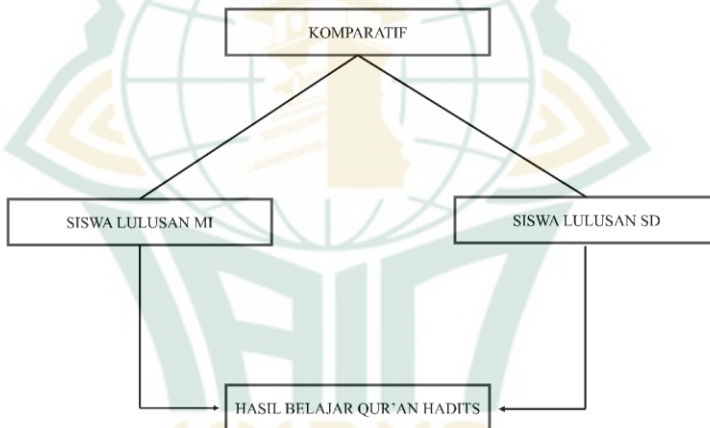 KOMPARATIF
SISWA LULUSAN MI
SISWA LULUSAN SD
HASIL BELAJAR QUR'AN HADITS